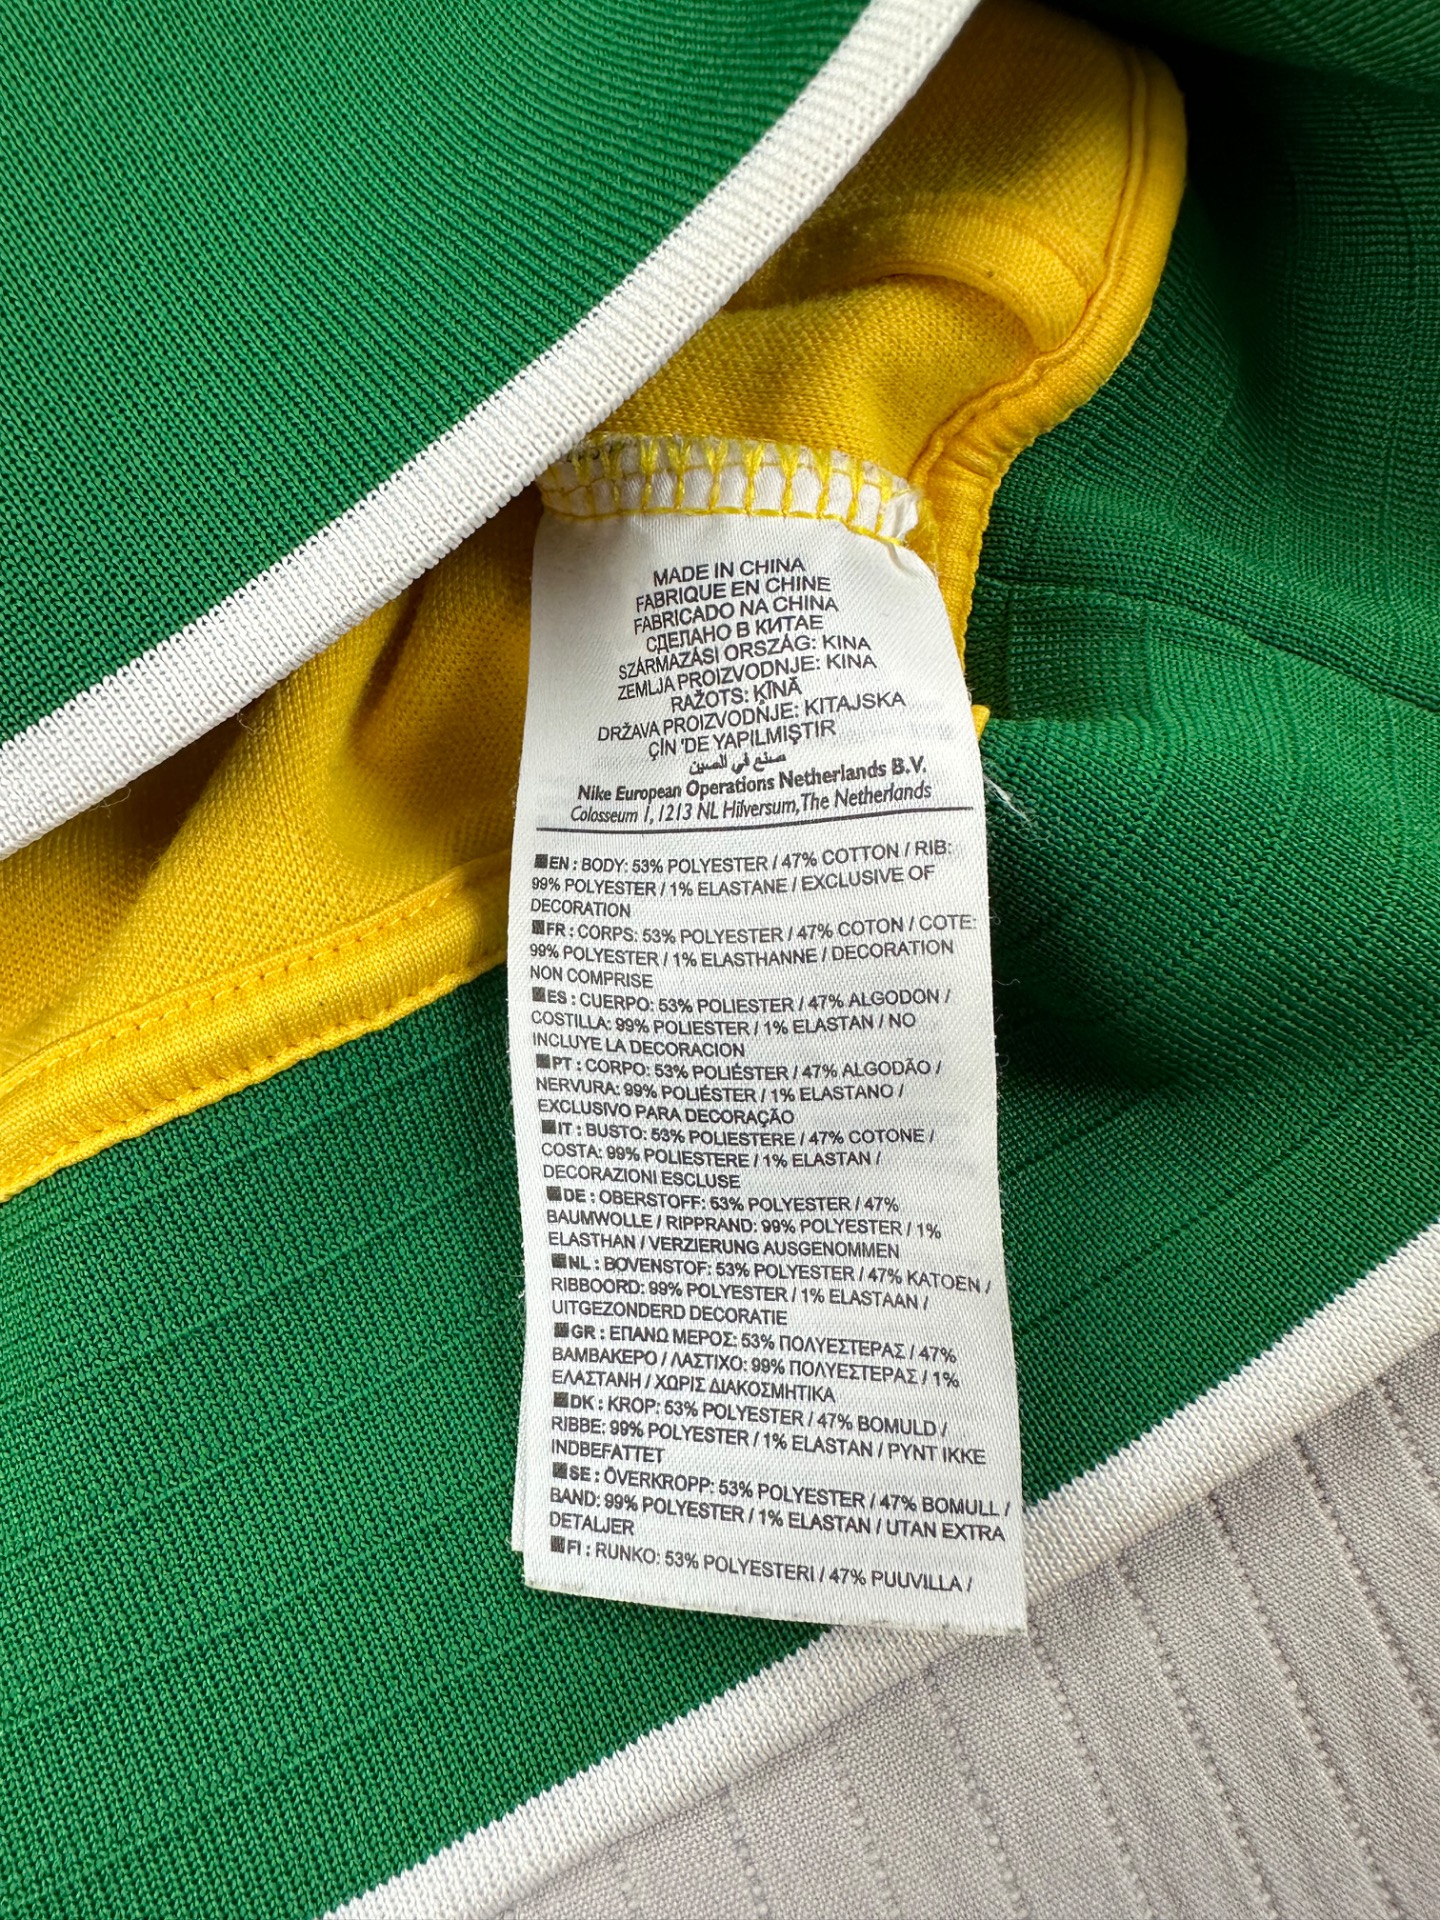 MADE IN CHINA
FABRIQUE EN CHINE
FABRICADO NA CHINA
СДЕЛАНО В КИТАЕ
SZÁRMAZÁSI ORSZÁG: KINA
ZEMLJA PROIZVODNJE: KINA
RAŽOTS: ĶĪNĀ
DRŽAVA PROIZVODNJE: KITAJSKA
ÇİN 'DE YAPILMIŞTIR
صنع في للصين
Nike European Operations Netherlands B.V.
Colosseum 1, 1213 NL Hilversum, The Netherlands
EN : BODY: 53% POLYESTER / 47% COTTON / RIB:
99% POLYESTER / 1% ELASTANE / EXCLUSIVE OF
DECORATION
FR : CORPS: 53% POLYESTER / 47% COTON / COTE:
99% POLYESTER / 1% ELASTHANNE / DECORATION
NON COMPRISE
ES : CUERPO: 53% POLIESTER / 47% ALGODON /
COSTILLA: 99% POLIESTER / 1% ELASTAN / NO
INCLUYE LA DECORACION
PT : CORPO: 53% POLIÉSTER / 47% ALGODÃO /
NERVURA: 99% POLIÉSTER / 1% ELASTANO /
EXCLUSIVO PARA DECORAÇÃO
IT : BUSTO: 53% POLIESTERE / 47% COTONE /
COSTA: 99% POLIESTERE / 1% ELASTAN /
DECORAZIONI ESCLUSE
DE : OBERSTOFF: 53% POLYESTER / 47%
BAUMWOLLE / RIPPRAND: 99% POLYESTER / 1%
ELASTHAN / VERZIERUNG AUSGENOMMEN
NL : BOVENSTOF: 53% POLYESTER / 47% KATOEN /
RIBBOORD: 99% POLYESTER / 1% ELASTAAN /
UITGEZONDERD DECORATIE
GR : ΕΠΑΝΩ ΜΕΡΟΣ: 53% ΠΟΛΥΕΣΤΕΡΑΣ / 47%
ΒΑΜΒΑΚΕΡΟ / ΛΑΣΤΙΧΟ: 99% ΠΟΛΥΕΣΤΕΡΑΣ / 1%
ΕΛΑΣΤΑΝΗ / ΧΩΡΙΣ ΔΙΑΚΟΣΜΗΤΙΚΑ
DK : KROP: 53% POLYESTER / 47% BOMULD /
RIBBE: 99% POLYESTER / 1% ELASTAN / PYNT IKKE
INDBEFATTET
SE : ÖVERKROPP: 53% POLYESTER / 47% BOMULL /
BAND: 99% POLYESTER / 1% ELASTAN / UTAN EXTRA
DETALJER
FI : RUNKO: 53% POLYESTERI / 47% PUUVILLA /